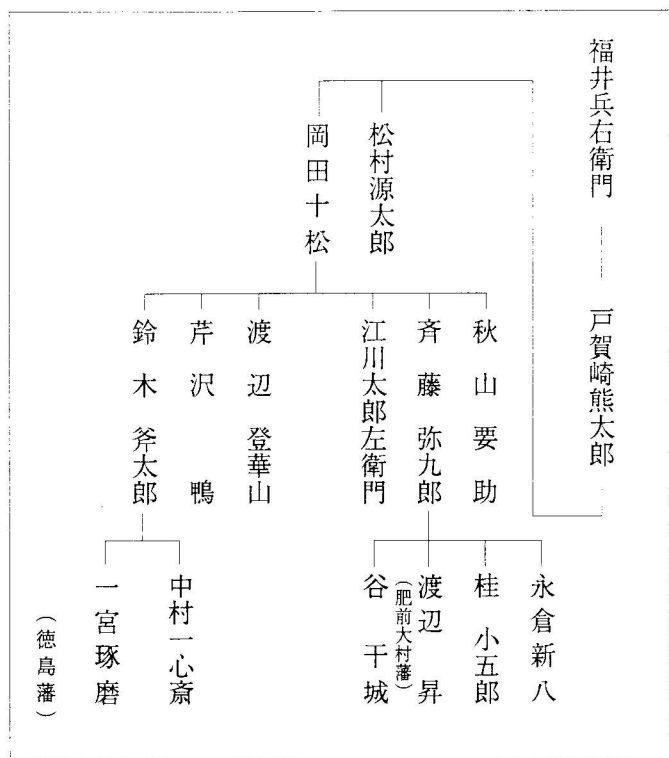 福井兵右衛門
戸賀崎熊太郎
松村源太郎
岡田十松
秋山要助
斉藤弥九郎
江川太郎左衛門
渡辺登華山
芹沢鴨
鈴木斧太郎
永倉新八
桂小五郎
渡辺昇
(肥前大村藩)
谷干城
中村一心斎
一宮琢磨
(徳島藩)